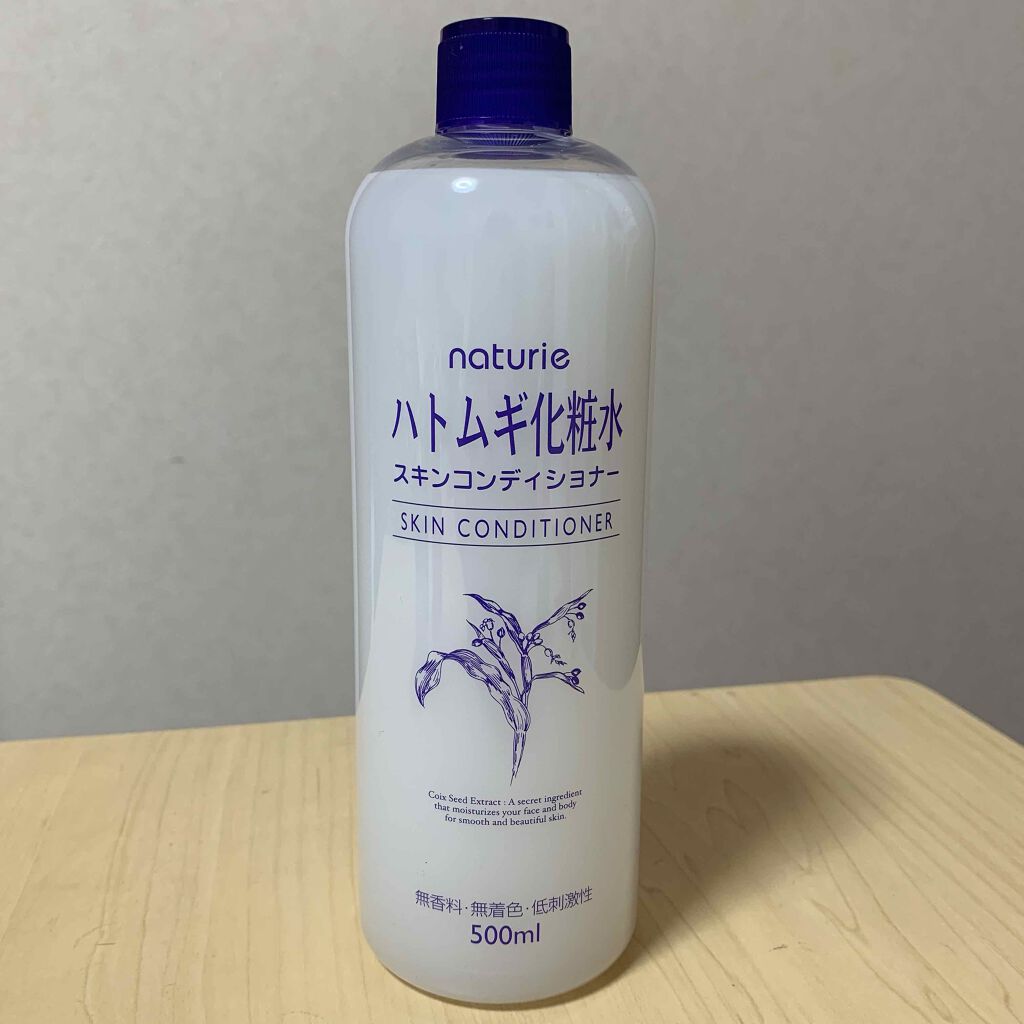 naturie
ハトムギ化粧水
スキンコンディショナー
SKIN CONDITIONER
Coix Seed Extract : A secret ingredient
that moisturizes your face and body
for smooth and beautiful skin.
無香料・無着色・低刺激性
500ml